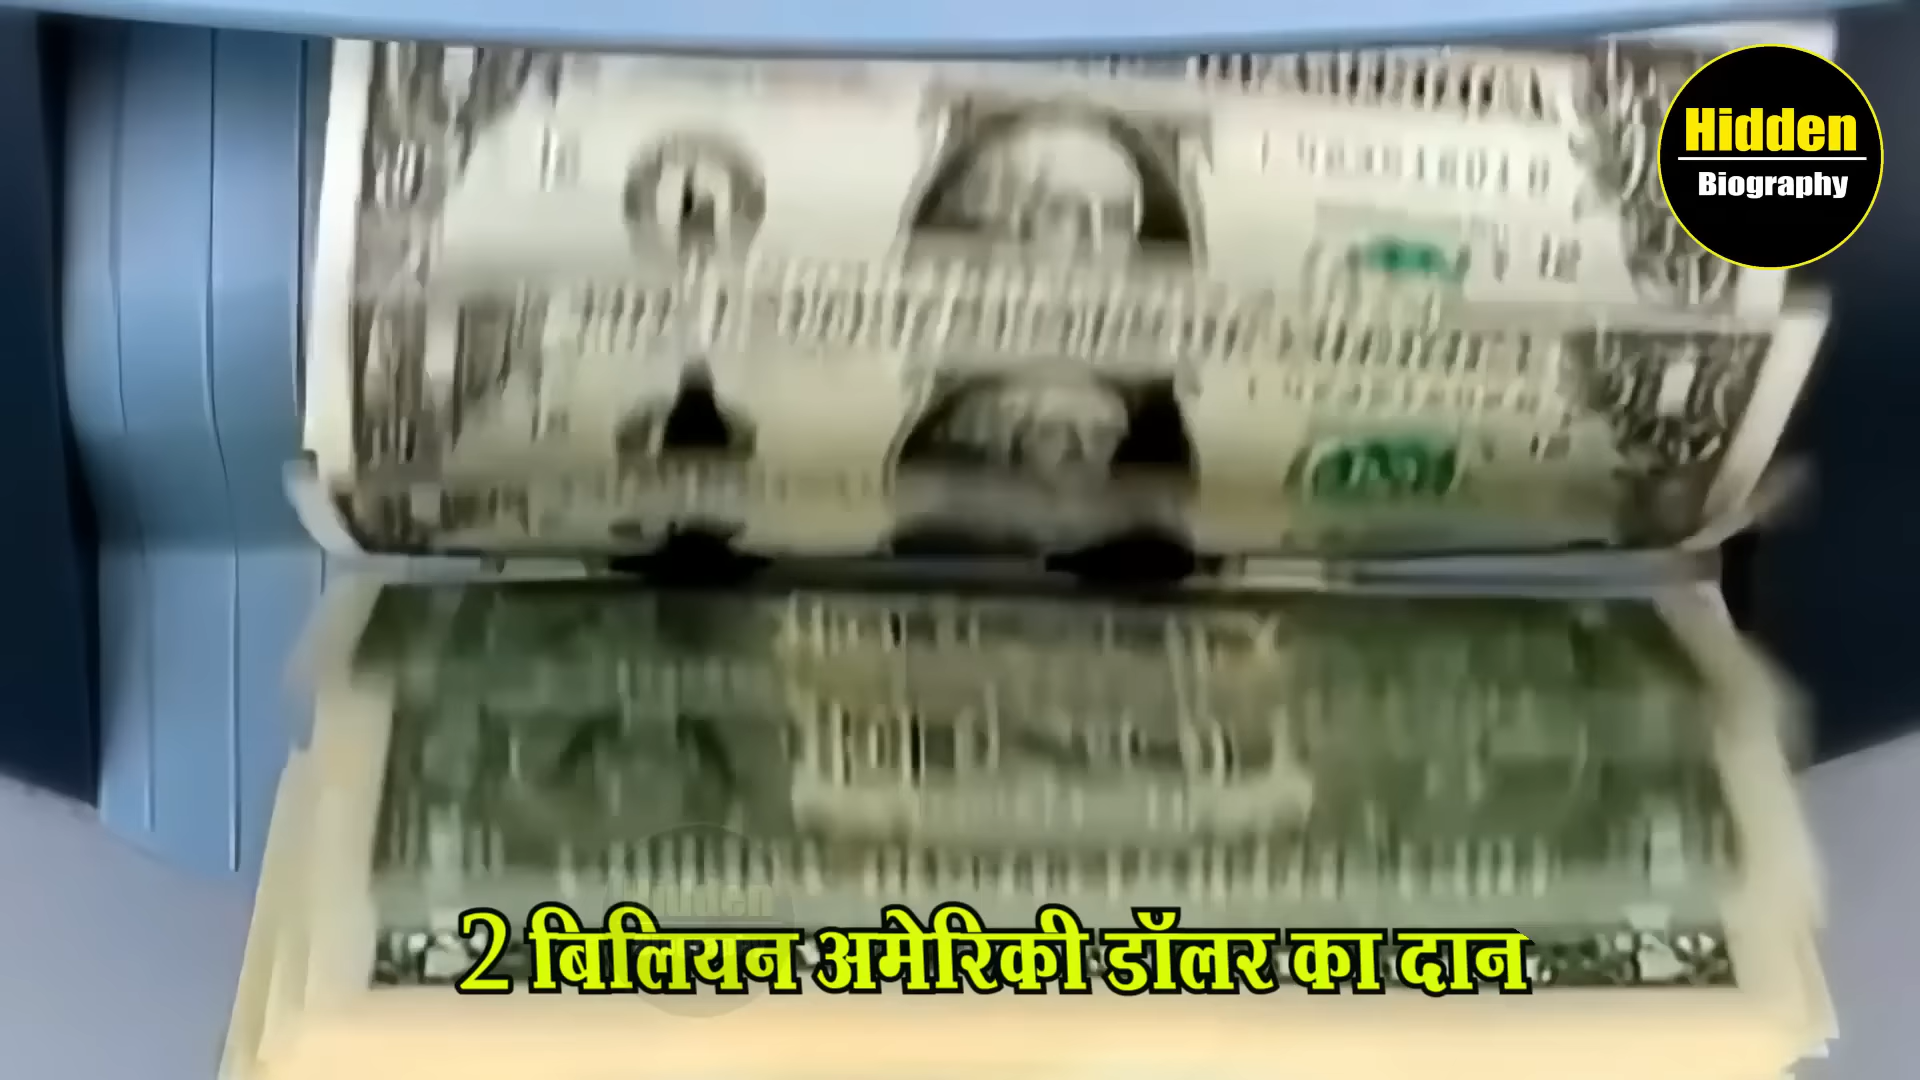 Hidden
Biography
2 बिलियन अमेरिकी डॉलर का दान